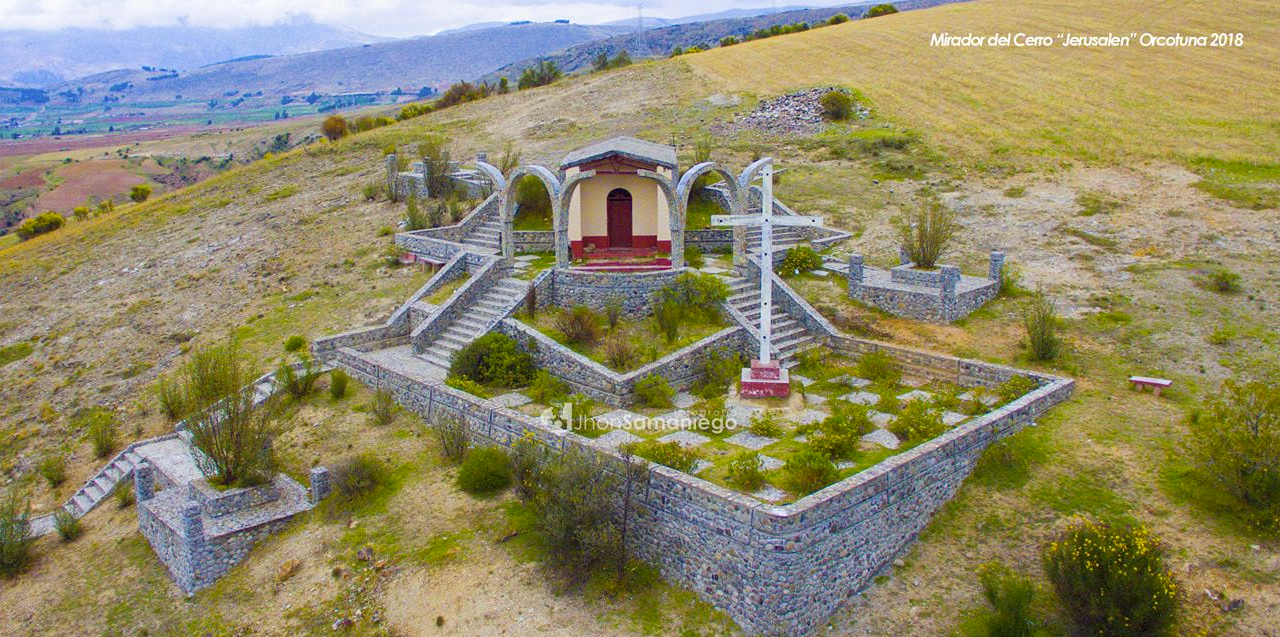 Mirador del Cerro "Jerusalen" Orcotuna 2018
JhonSamaniego